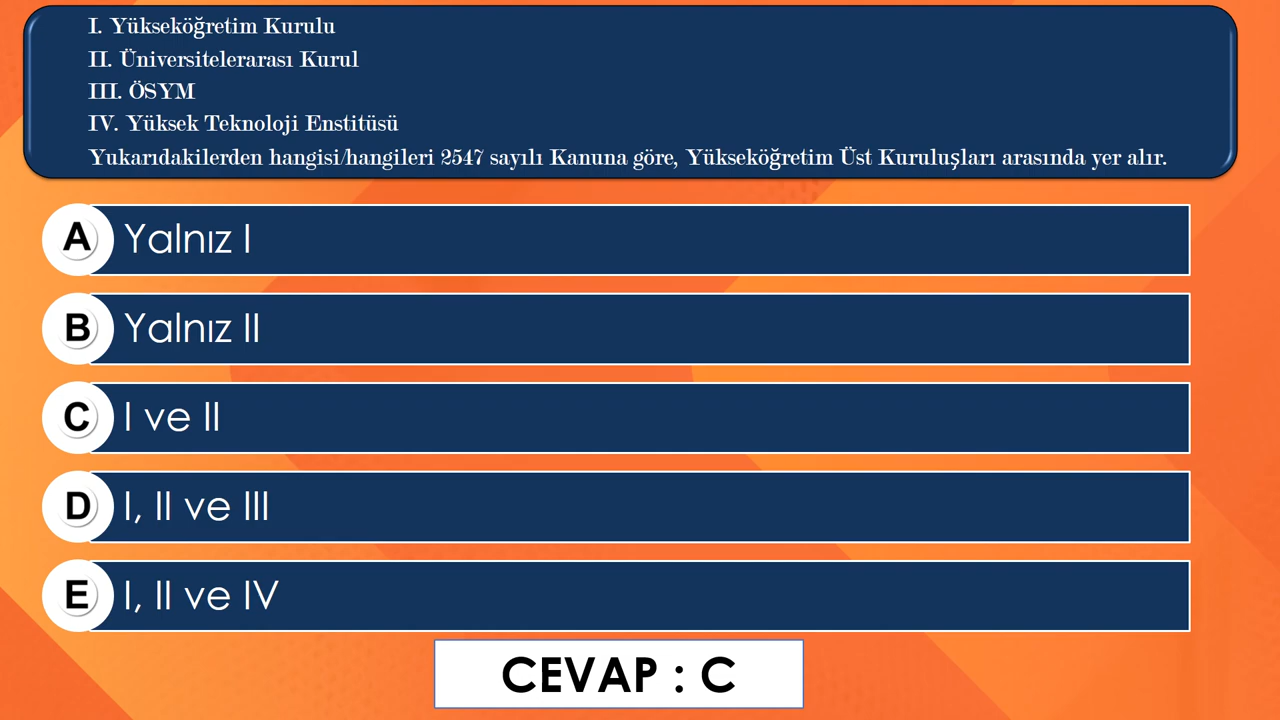 I. Yükseköğretim Kurulu
II. Üniversitelerarası Kurul
III. ÖSYM
IV. Yüksek Teknoloji Enstitüsü
Yukarıdakilerden hangisi/hangileri 2547 sayılı Kanuna göre, Yükseköğretim Üst Kuruluşları arasında yer alır.
A Yalnız I
B Yalnız II
C I ve II
D I, II ve III
E I, II ve IV
CEVAP : C